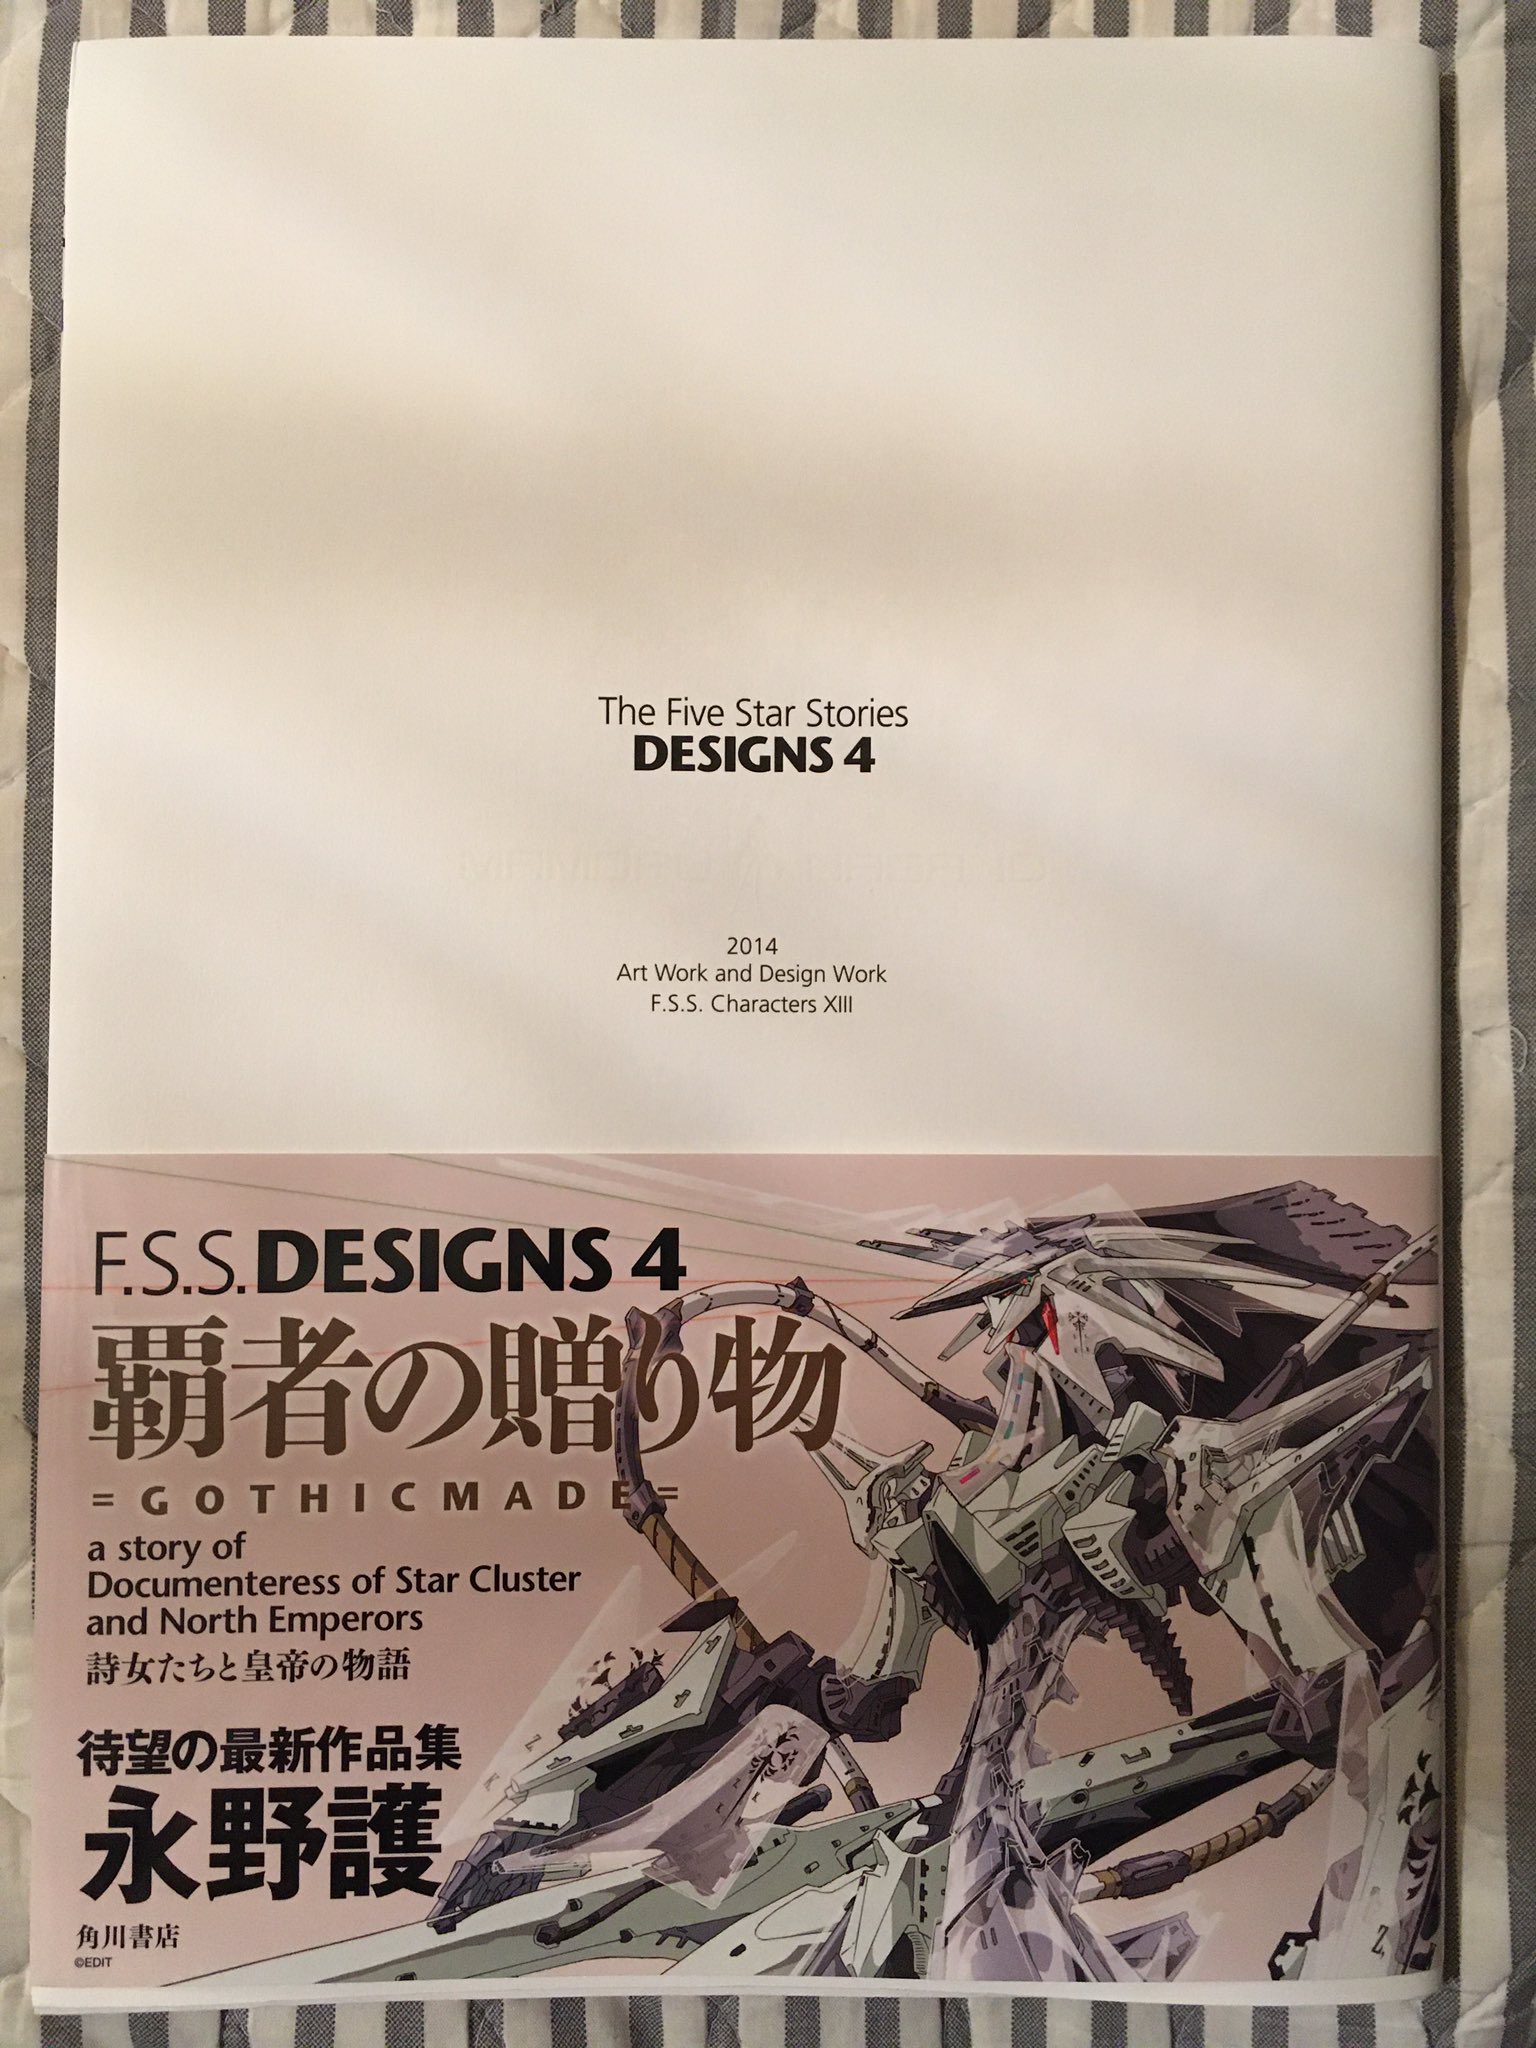 The Five Star Stories
DESIGNS 4
2014
Art Work and Design Work
F.S.S. Characters XIII
F.S.S.DESIGNS 4
覇者の贈り物
=GOTHICMADE=
a story of
Documenteress of Star Cluster
and North Emperors
詩女たちと皇帝の物語
待望の最新作品集
永野護
角川書店
©EDIT